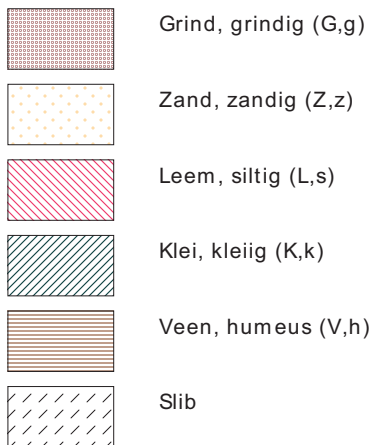 Grind, grindig (G,g)
Zand, zandig (Z,z)
Leem, siltig (L,s)
Klei, kleiig (K,k)
Veen, humeus (V,h)
Slib